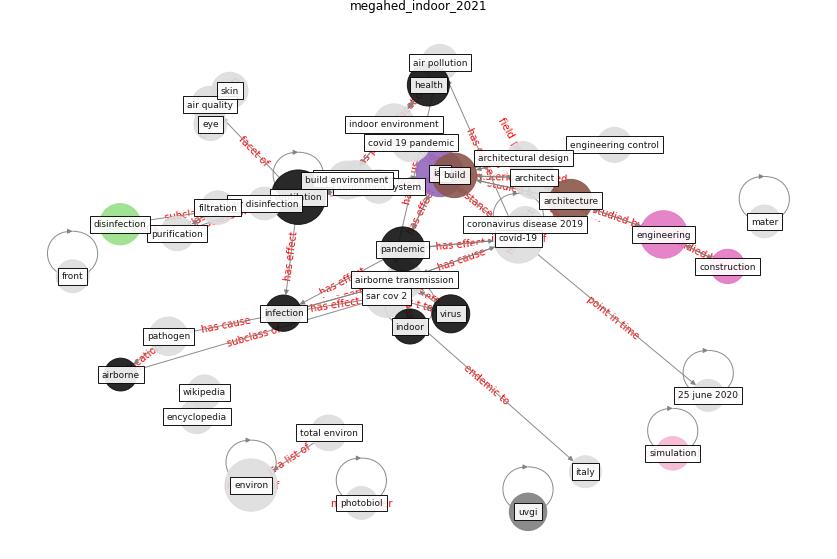 megahed_indoor_2021
air pollution
skin
health
air quality
eye
indoor environment
field
has
covid 19 pandemic
engineering control
facet of
architectural design
build
build environment
architect
system
filtration
disinfection
architecture
disinfection
purification
coronavirus disease 2019
studied by
engineering
mater
covid-19
pandemic
has effect
has effect
construction
has cause
front
airborne transmission
has effect
sar cov 2
has effect
25 june 2020
infection
virus
point in time
indoor
has cause
pathogen
subclass of
airborne
endemic to
wikipedia
encyclopedia
total environ
simulation
a list of
italy
environ
photobiol
uvgi